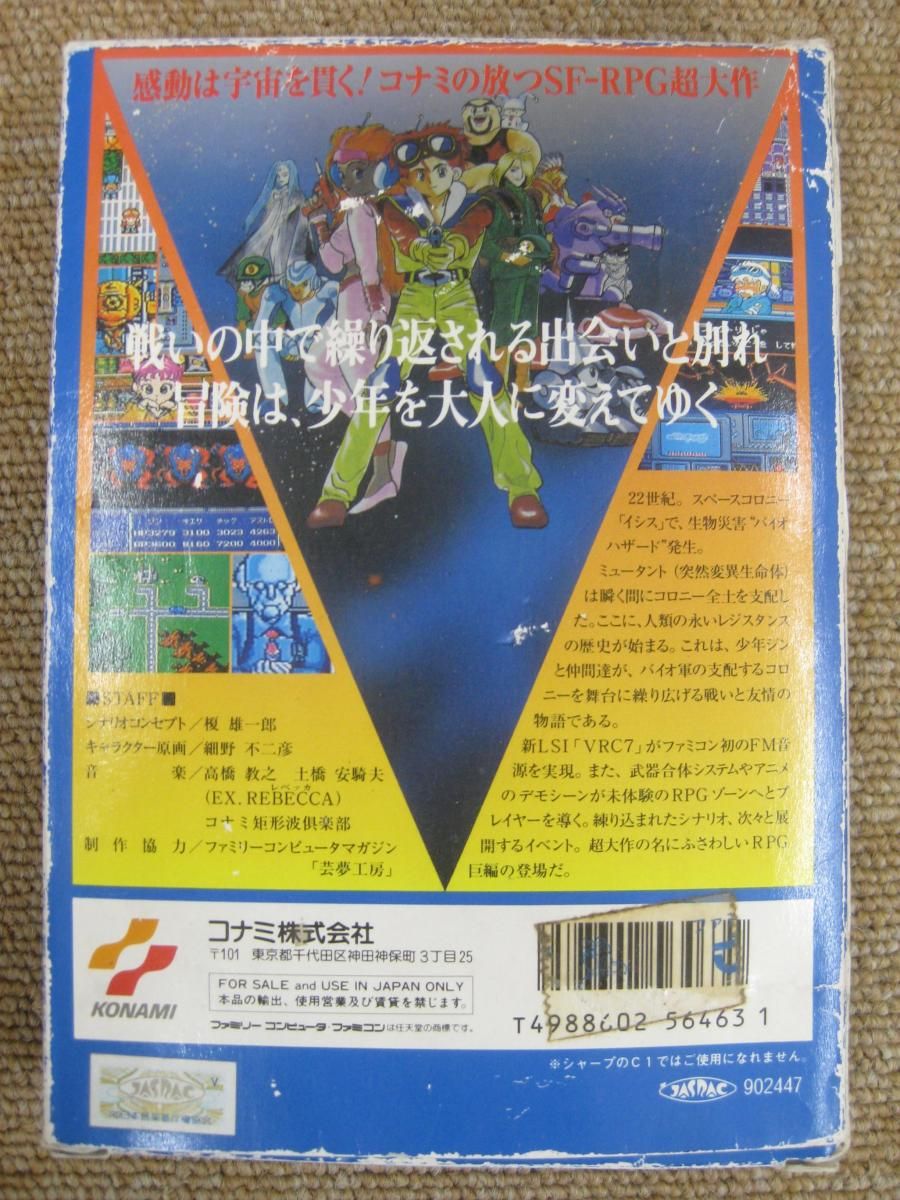 感動は宇宙を貫く!コナミの放つSF-RPG超大作
戦いの中で繰り返される出会いと別れ
冒険は、少年を大人に変えてゆく
ジン キエサ チック アストロ
HP3279 3100 3023 4263
BP3600 8160 7200 4000
22世紀。スペースコロニー
「イシス」で、生物災害“バイオ
ハザード”発生。
ミュータント(突然変異生命体)
は瞬く間にコロニー全土を支配し
た。ここに、人類の永いレジスタンス
の歴史が始まる。これは、少年ジン
と仲間達が、バイオ軍の支配するコロ
ニーを舞台に繰り広げる戦いと友情の
物語である。
新LSI「VRC7」がファミコン初のFM音
源を実現。また、武器合体システムやアニメ
のデモシーンが未体験のRPGゾーンへとプ
レイヤーを導く。練り込まれたシナリオ、次々と展
開するイベント。超大作の名にふさわしいRPG
巨編の登場だ。
■STAFF■
シナリオコンセプト/榎 雄一郎
キャラクター原画/細野 不二彦
音 楽/高橋 教之 土橋 安騎夫
レベッカ
(EX. REBECCA)
コナミ矩形波倶楽部
制作協力/ファミリーコンピュータマガジン
「芸夢工房」
KONAMI
コナミ株式会社
〒101 東京都千代田区神田神保町3丁目25
FOR SALE and USE IN JAPAN ONLY
本品の輸出、使用営業及び賃貸を禁じます。
ファミリーコンピュータ・ファミコンは任天堂の商標です。
T4988602 56463 1
※シャープのC1ではご使用になれません。
JASRAC 902447
JASRAC V